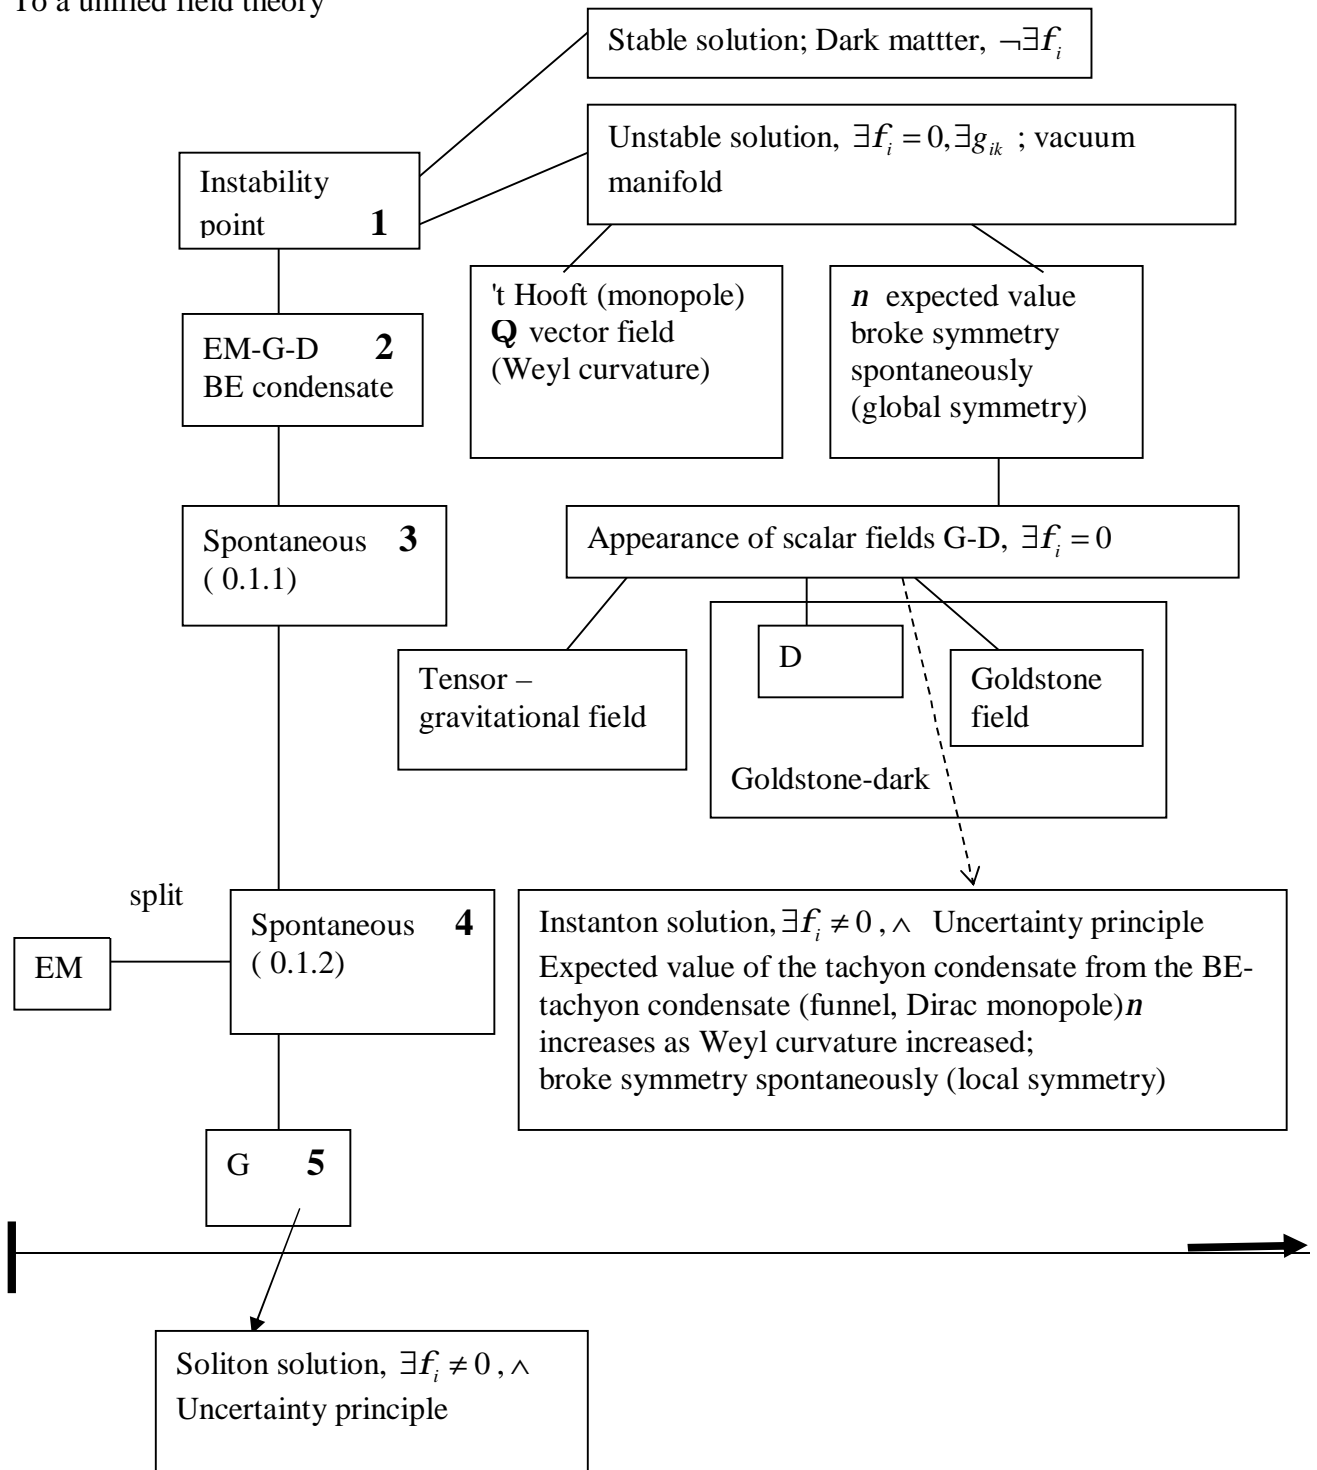 To a unified field theory
Stable solution; Dark mattter, ¬∃f_i
Unstable solution, ∃f_i = 0, ∃g_ik ; vacuum
manifold
Instability
point 1
't Hooft (monopole)
Q vector field
(Weyl curvature)
n expected value
broke symmetry
spontaneously
(global symmetry)
EM-G-D 2
BE condensate
Spontaneous 3
( 0.1.1)
Appearance of scalar fields G-D, ∃f_i = 0
Tensor –
gravitational field
D
Goldstone
field
Goldstone-dark
split
EM
Spontaneous 4
( 0.1.2)
Instanton solution, ∃f_i ≠ 0 , ∧ Uncertainty principle
Expected value of the tachyon condensate from the BE-
tachyon condensate (funnel, Dirac monopole) n
increases as Weyl curvature increased;
broke symmetry spontaneously (local symmetry)
G 5
Soliton solution, ∃f_i ≠ 0 , ∧
Uncertainty principle